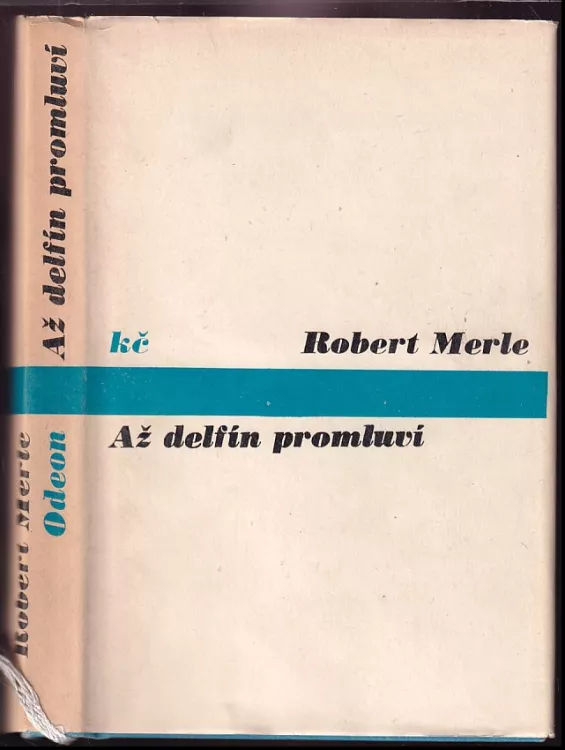 Robert Merle
Odeon
Až delfín promluví
kč
Robert Merle
Až delfín promluví